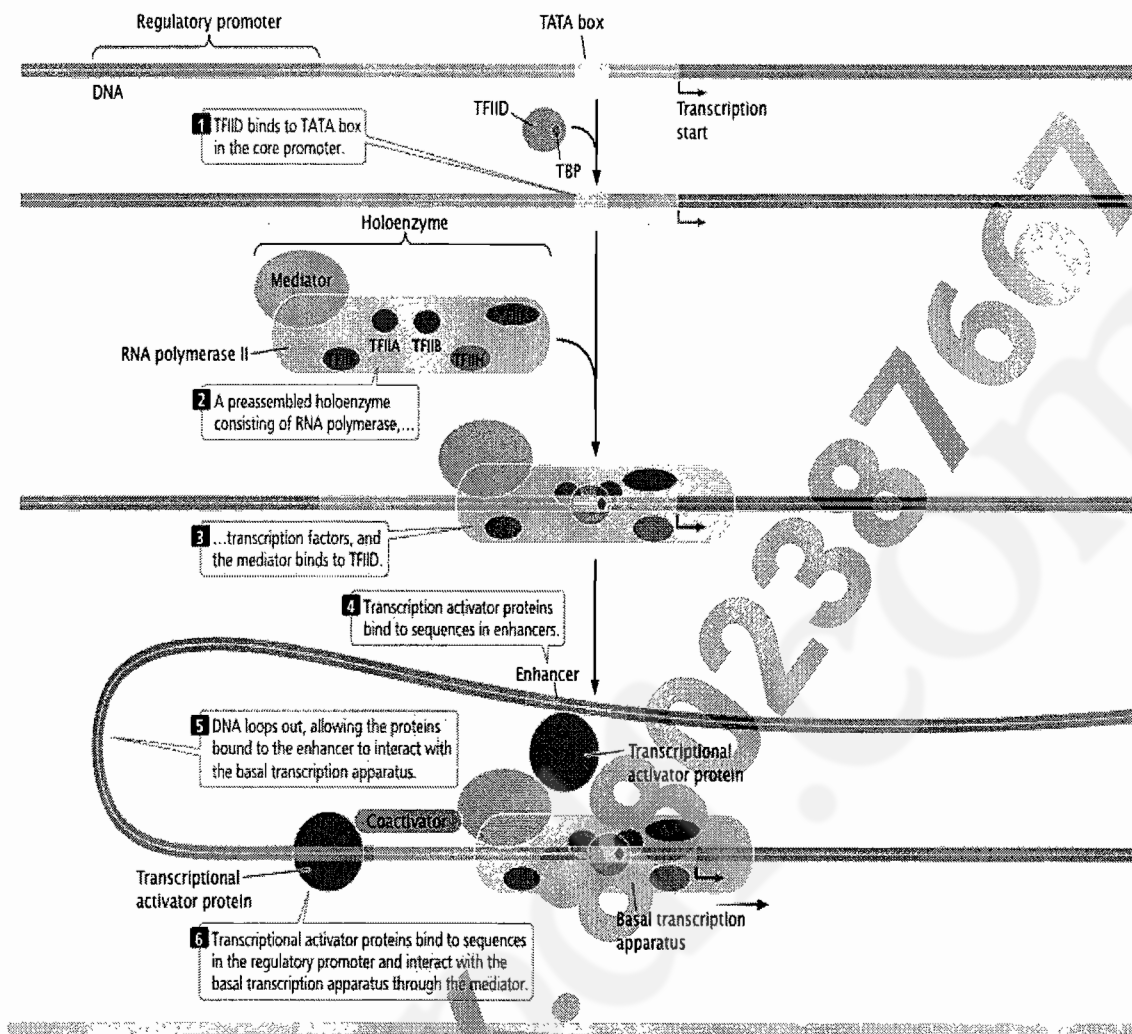 Regulatory promoter
TATA box
DNA
TFIID
Transcription
start
1 TFIID binds to TATA box
in the core promoter.
TBP
Holoenzyme
Mediator
TFIIA
TFIIB
TFIIH
RNA polymerase II
2 A preassembled holoenzyme
consisting of RNA polymerase,...
3 ...transcription factors, and
the mediator binds to TFIID.
4 Transcription activator proteins
bind to sequences in enhancers.
Enhancer
5 DNA loops out, allowing the proteins
bound to the enhancer to interact with
the basal transcription apparatus.
Transcriptional
activator protein
Coactivator
Transcriptional
activator protein
Basal transcription
apparatus
6 Transcriptional activator proteins bind to sequences
in the regulatory promoter and interact with the
basal transcription apparatus through the mediator.